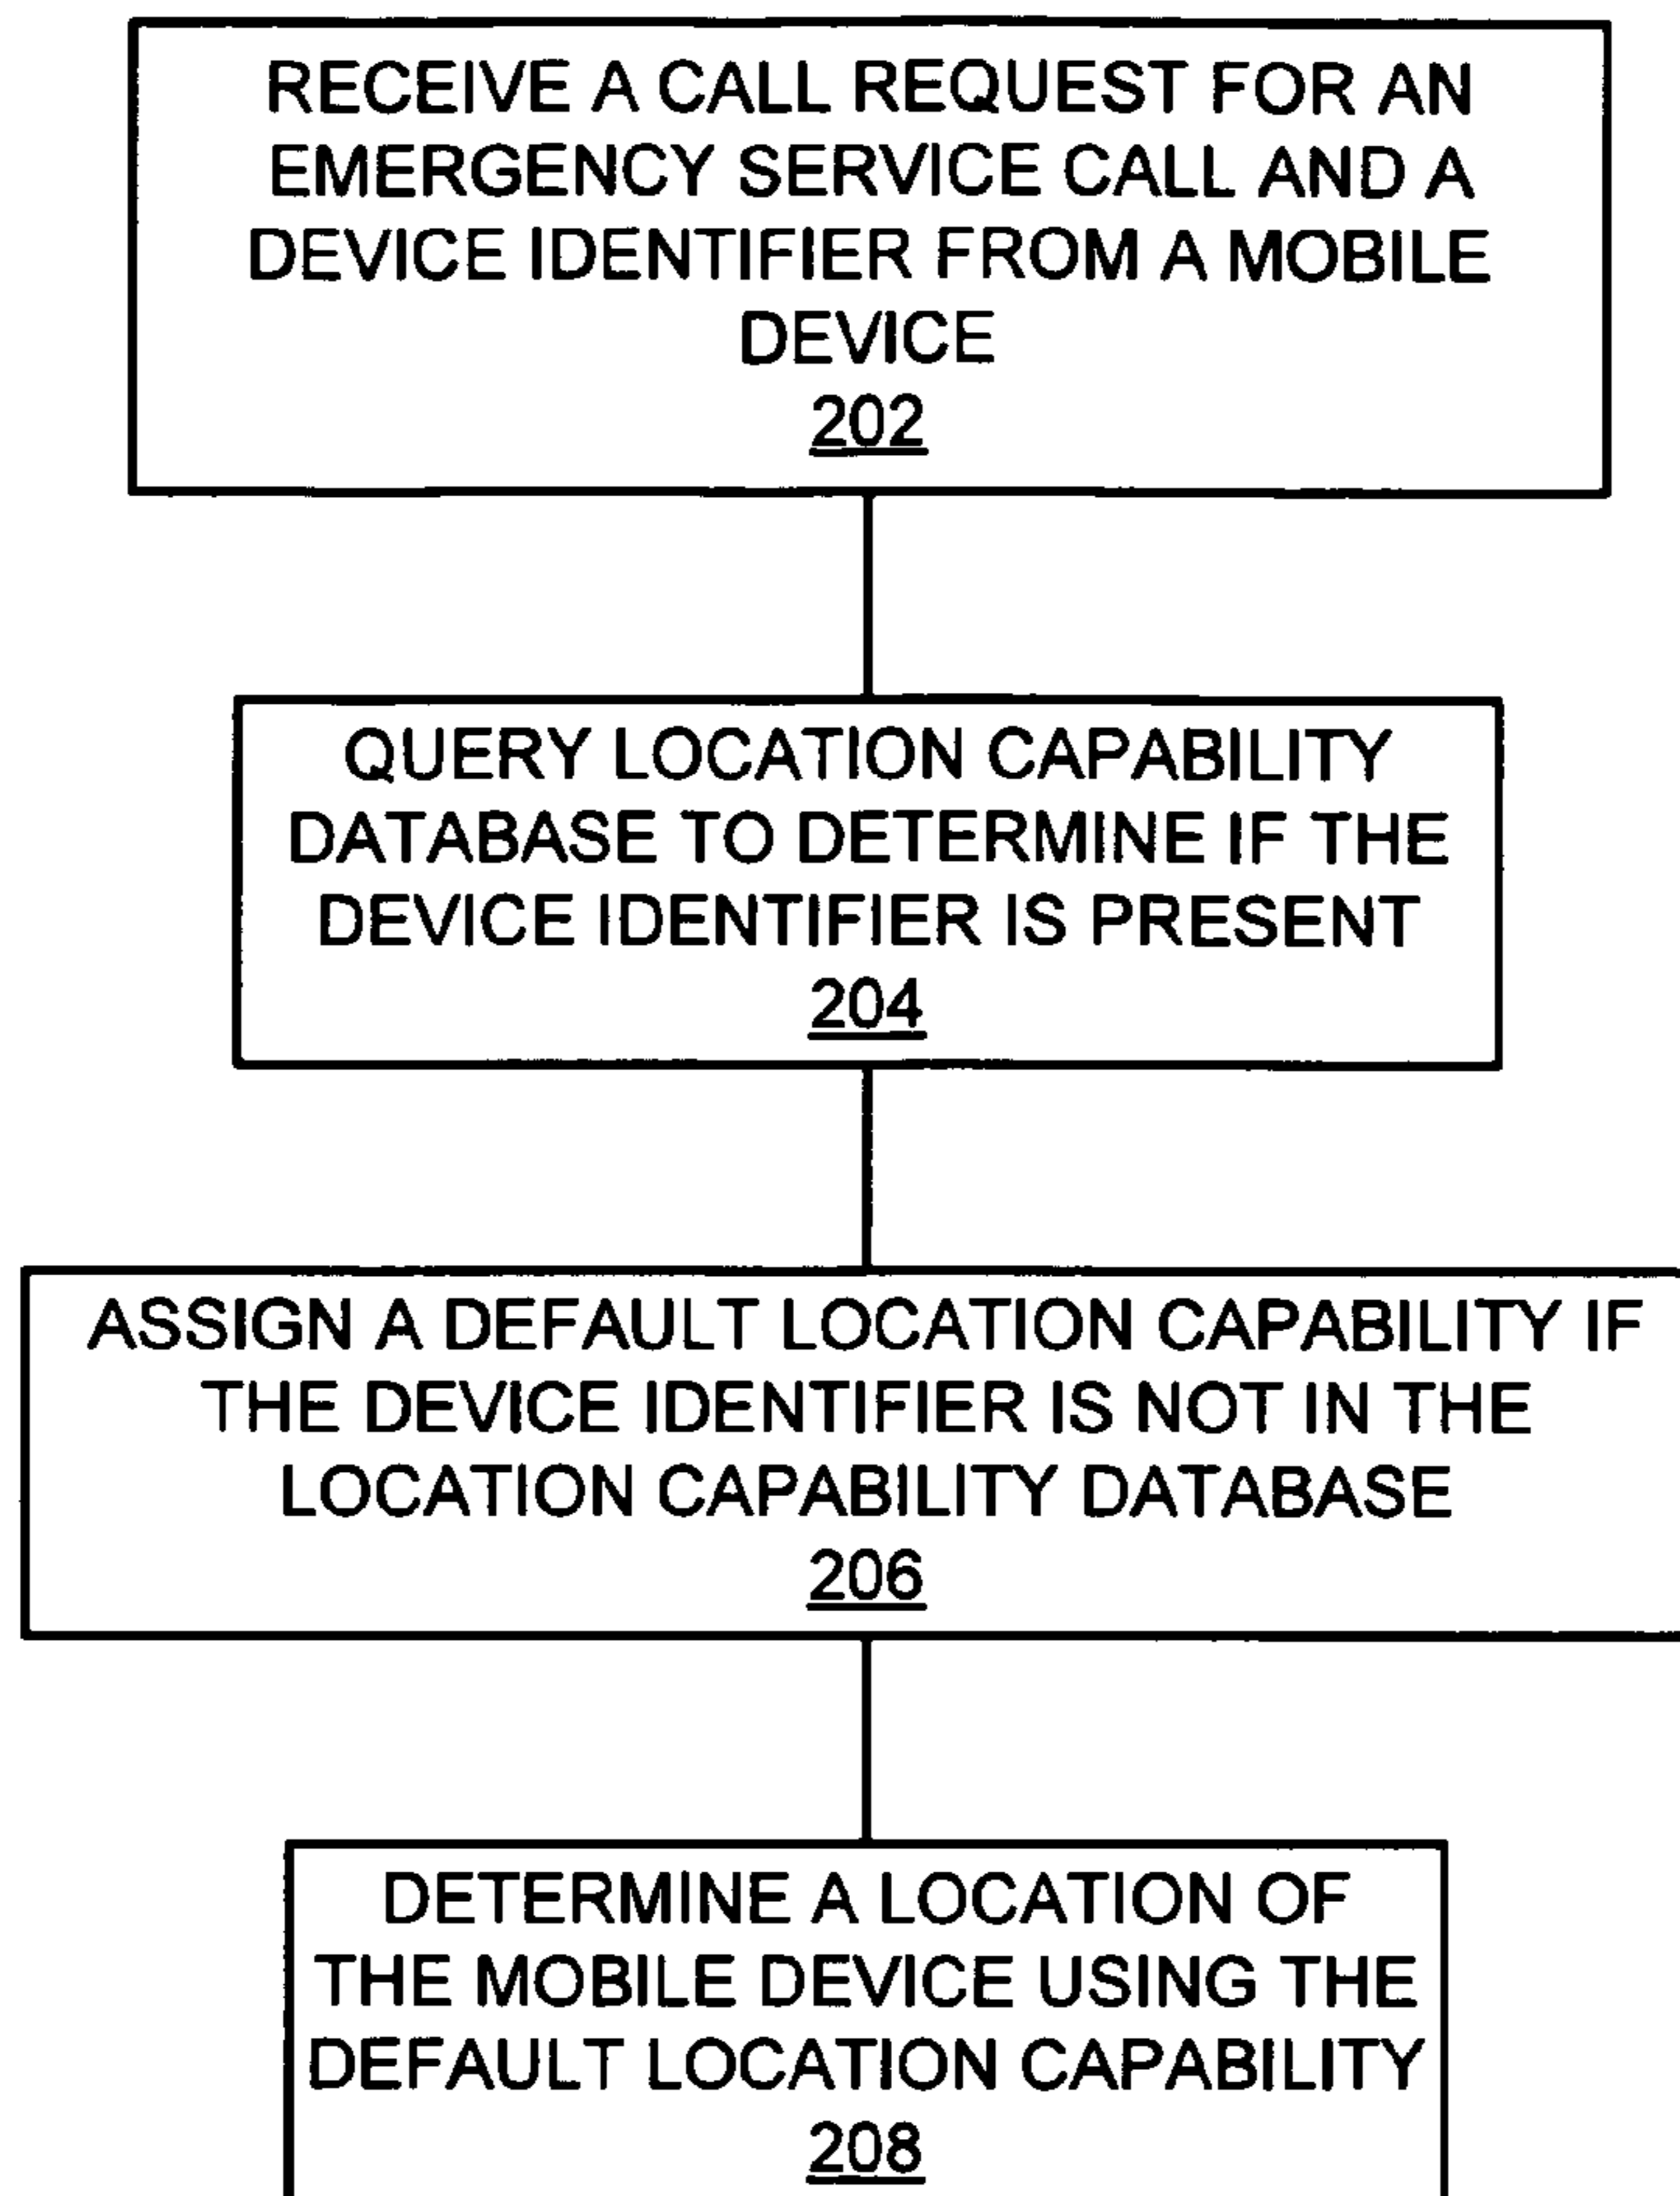 RECEIVE A CALL REQUEST FOR AN
EMERGENCY SERVICE CALL AND A
DEVICE IDENTIFIER FROM A MOBILE
DEVICE
202
QUERY LOCATION CAPABILITY
DATABASE TO DETERMINE IF THE
DEVICE IDENTIFIER IS PRESENT
204
ASSIGN A DEFAULT LOCATION CAPABILITY IF
THE DEVICE IDENTIFIER IS NOT IN THE
LOCATION CAPABILITY DATABASE
206
DETERMINE A LOCATION OF
THE MOBILE DEVICE USING THE
DEFAULT LOCATION CAPABILITY
208